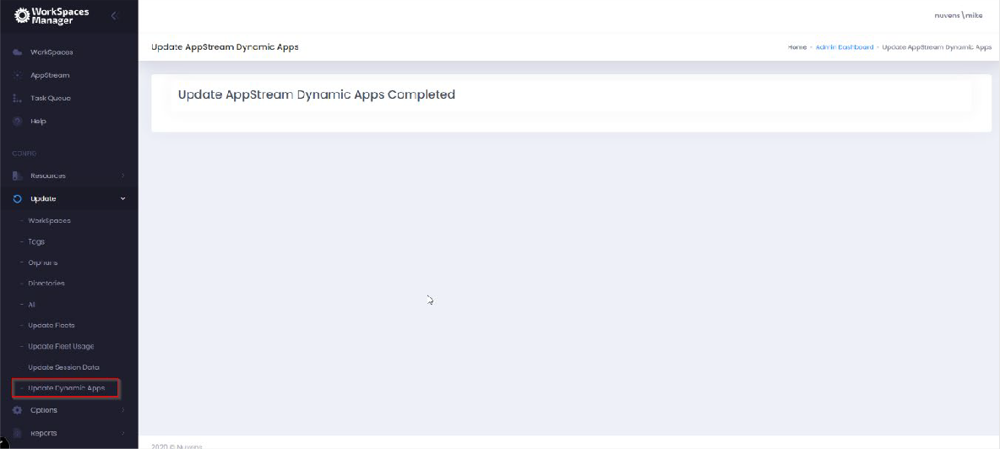 WorkSpaces
Manager
nuvens\mike
WorkSpaces
AppStream
Task Queue
Help
CONFIG
Resources
Update
- WorkSpaces
- Tags
- Orphans
- Directories
- All
- Update Fleets
- Update Fleet Usage
Update Session Data
- Update Dynamic Apps
Options
Reports
Update AppStream Dynamic Apps
Home - Admin Dashboard - Update AppStream Dynamic Apps
Update AppStream Dynamic Apps Completed
2020 © Nuvens